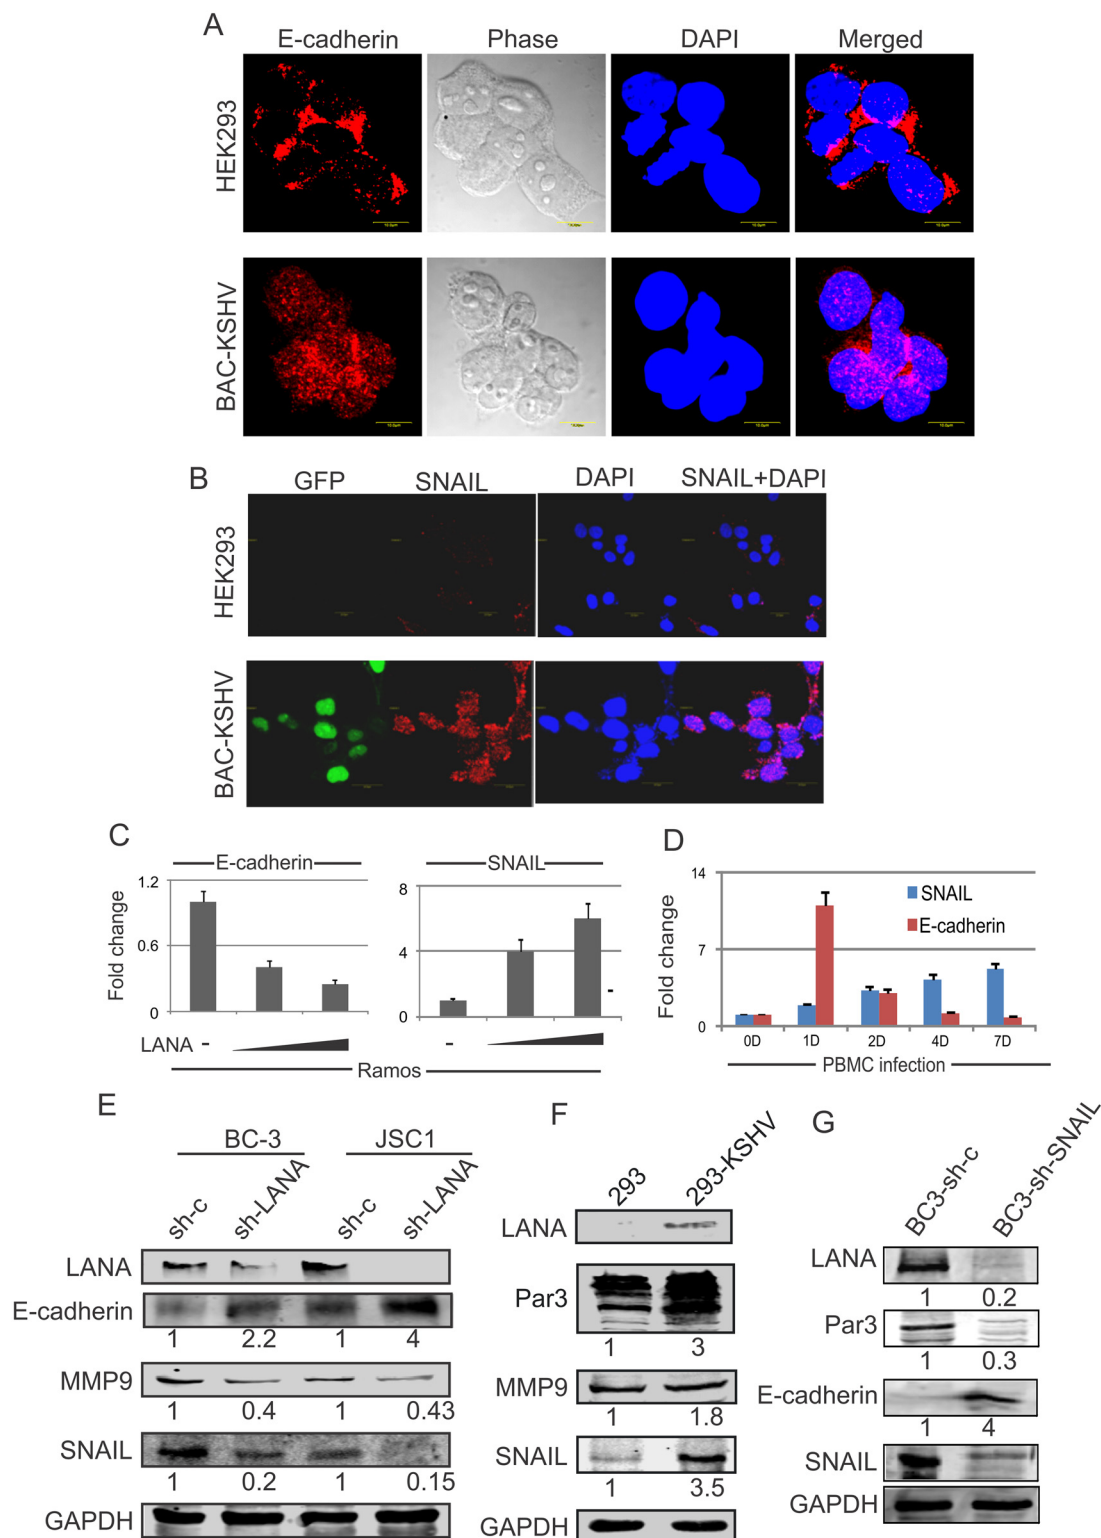 A
E-cadherin Phase DAPI Merged
HEK293
BAC-KSHV
B
GFP SNAIL DAPI SNAIL+DAPI
HEK293
BAC-KSHV
C
E-cadherin
Fold change
1.2
0.6
0
LANA -
SNAIL
8
4
0
-
-
Ramos
D
Fold change
14
7
0
SNAIL
E-cadherin
0D 1D 2D 4D 7D
PBMC infection
E
BC-3 JSC1
sh-c sh-LANA sh-c sh-LANA
LANA
E-cadherin
1 2.2 1 4
MMP9
1 0.4 1 0.43
SNAIL
1 0.2 1 0.15
GAPDH
F
293 293-KSHV
LANA
Par3
1 3
MMP9
1 1.8
SNAIL
1 3.5
GAPDH
G
BC3-sh-c BC3-sh-SNAIL
LANA
1 0.2
Par3
1 0.3
E-cadherin
1 4
SNAIL
GAPDH